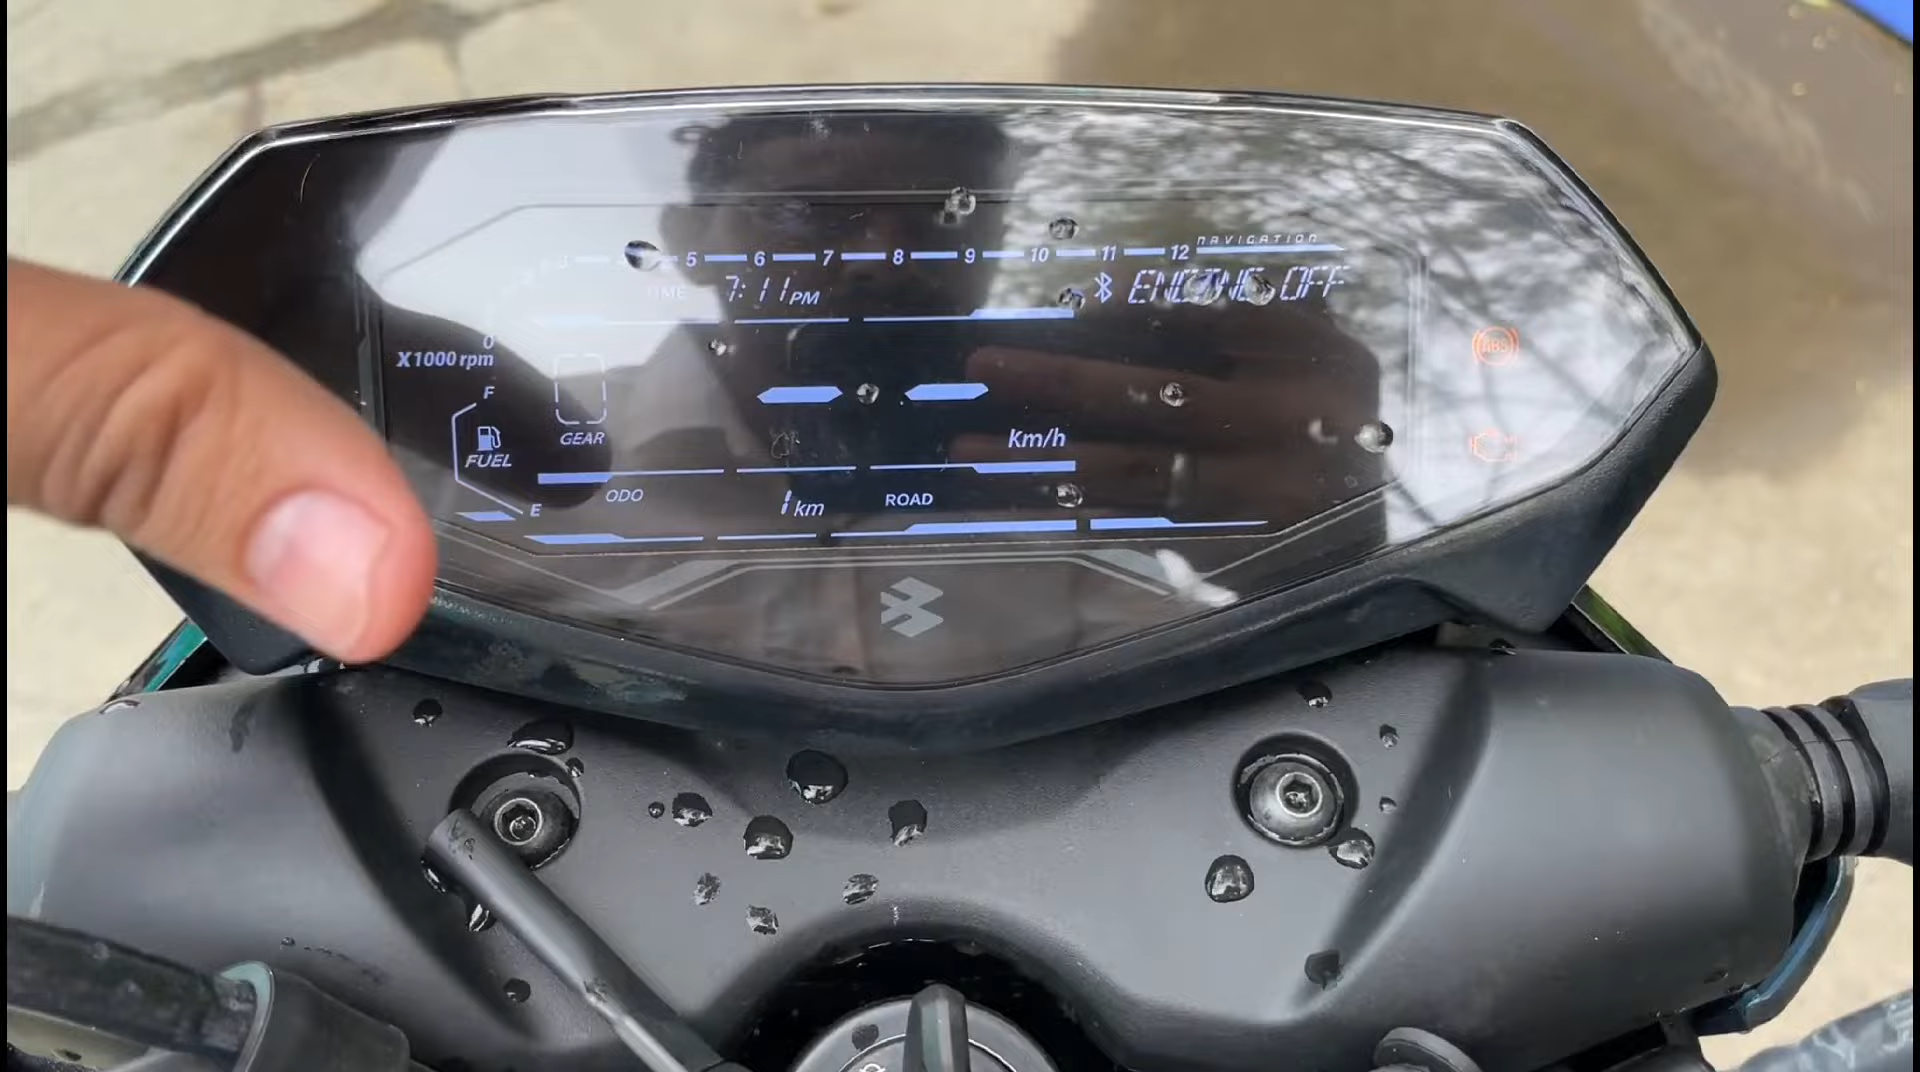 5 6 7 8 9 10 11 12 NAVIGATION
TIME 7:11 PM ENGINE OFF
0
X1000 rpm
ABS
F
GEAR
Km/h
FUEL
ODO 1 km ROAD
E